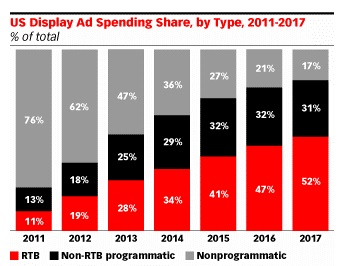 US Display Ad Spending Share, by Type, 2011-2017
% of total
76% 62% 47% 36% 27% 21% 17%
13% 18% 25% 29% 32% 32% 31%
11% 19% 28% 34% 41% 47% 52%
2011 2012 2013 2014 2015 2016 2017
RTB Non-RTB programmatic Nonprogrammatic